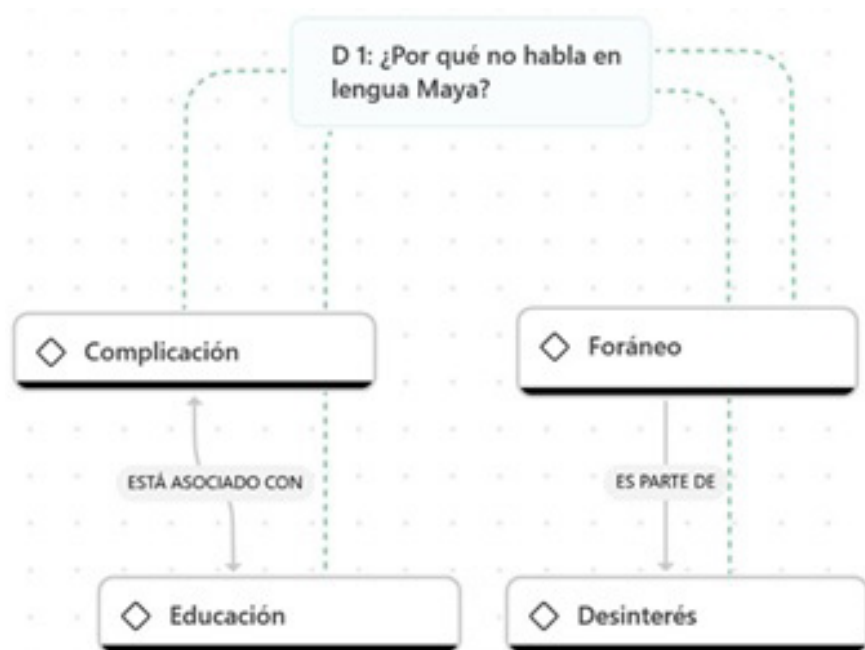 D 1: ¿Por qué no habla en
lengua Maya?
Complicación
Foráneo
ESTÁ ASOCIADO CON
ES PARTE DE
Educación
Desinterés